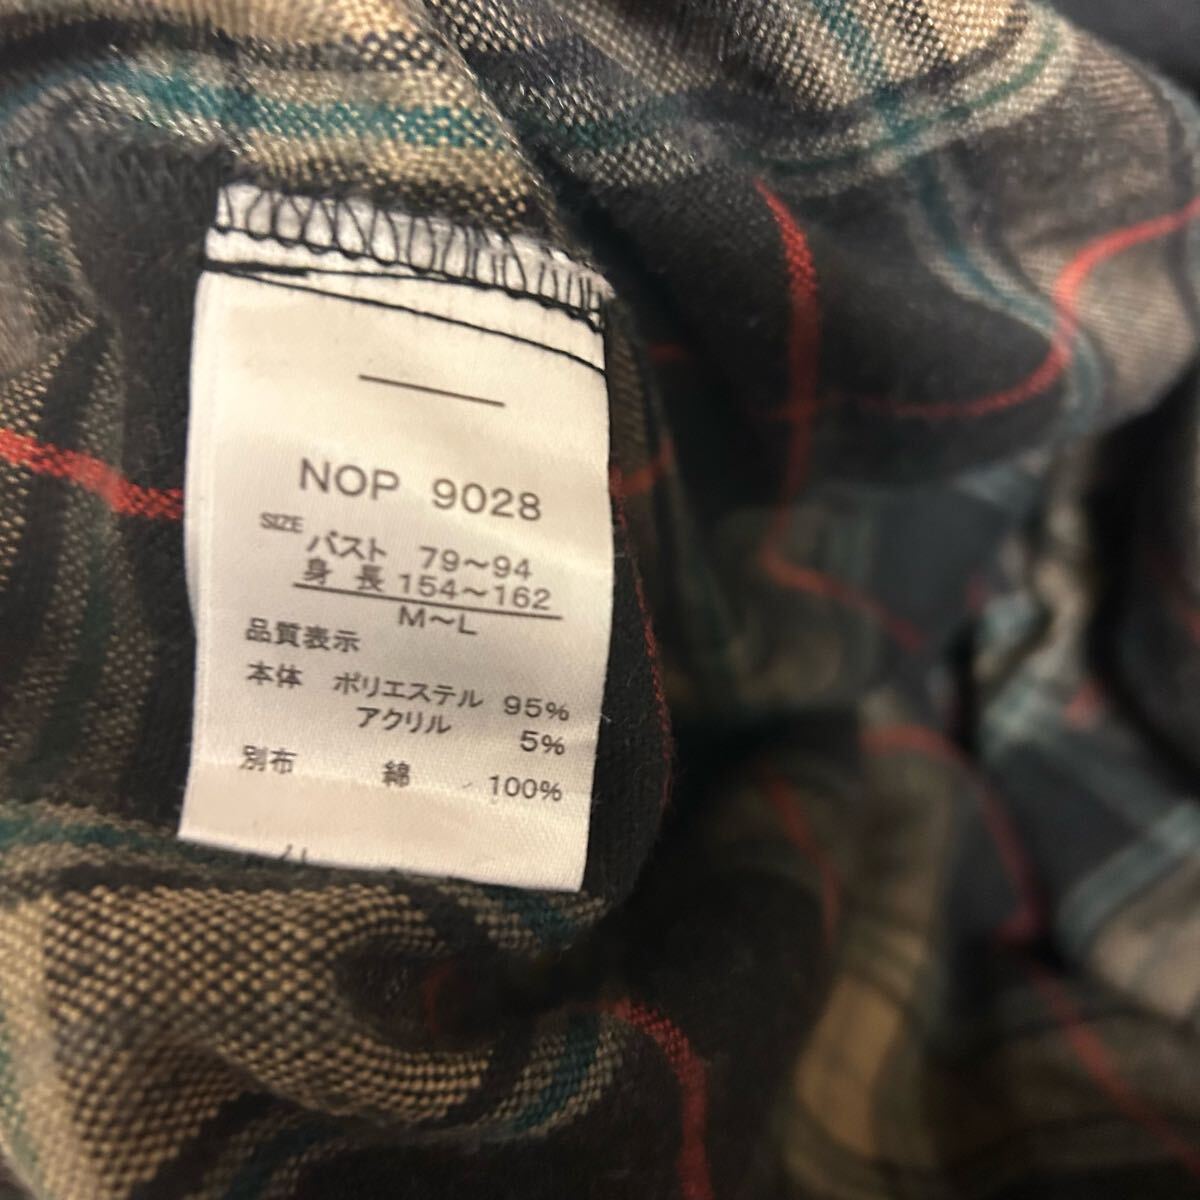 NOP 9028
SIZE
バスト 79～94
身長 154～162
M～L
品質表示
本体 ポリエステル 95%
アクリル 5%
別布 綿 100%